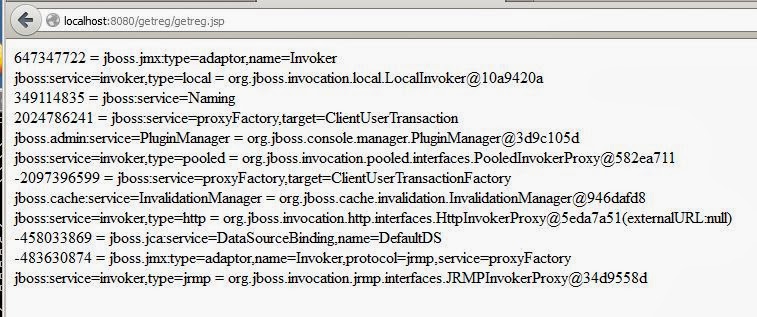 localhost:8080/getreg/getreg.jsp
647347722 = jboss.jmx:type=adaptor,name=Invoker
jboss:service=invoker,type=local = org.jboss.invocation.local.LocalInvoker@10a9420a
349114835 = jboss:service=Naming
2024786241 = jboss:service=proxyFactory,target=ClientUserTransaction
jboss.admin:service=PluginManager = org.jboss.console.manager.PluginManager@3d9c105d
jboss:service=invoker,type=pooled = org.jboss.invocation.pooled.interfaces.PooledInvokerProxy@582ea711
-2097396599 = jboss:service=proxyFactory,target=ClientUserTransactionFactory
jboss.cache:service=InvalidationManager = org.jboss.cache.invalidation.InvalidationManager@946dafd8
jboss:service=invoker,type=http = org.jboss.invocation.http.interfaces.HttpInvokerProxy@5eda7a51(externalURL:null)
-458033869 = jboss.jca:service=DataSourceBinding,name=DefaultDS
-483630874 = jboss.jmx:type=adaptor,name=Invoker,protocol=jrmp,service=proxyFactory
jboss:service=invoker,type=jrmp = org.jboss.invocation.jrmp.interfaces.JRMPInvokerProxy@34d9558d